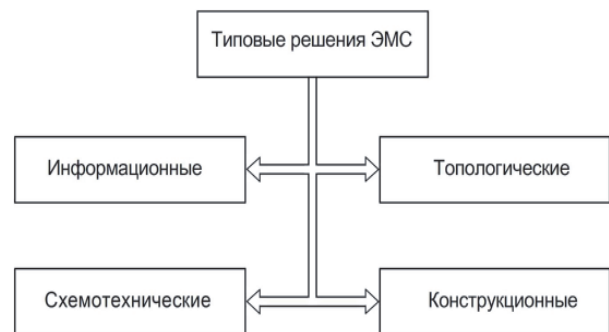 Типовые решения ЭМС
Информационные
Топологические
Схемотехнические
Конструкционные